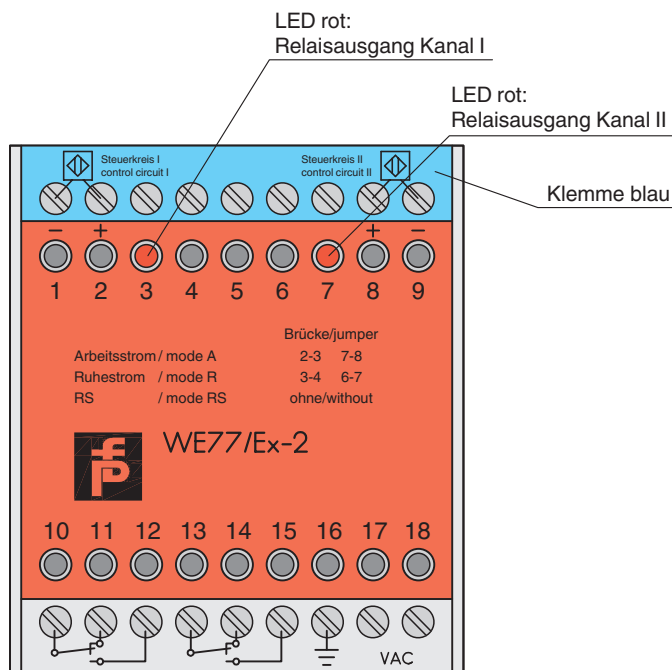 LED rot:
Relaisausgang Kanal I
LED rot:
Relaisausgang Kanal II
Klemme blau
Steuerkreis I
control circuit I
Steuerkreis II
control circuit II
− + + −
1 2 3 4 5 6 7 8 9
Brücke/jumper
Arbeitsstrom / mode A 2-3 7-8
Ruhestrom / mode R 3-4 6-7
RS / mode RS ohne/without
WE77/Ex-2
10 11 12 13 14 15 16 17 18
VAC